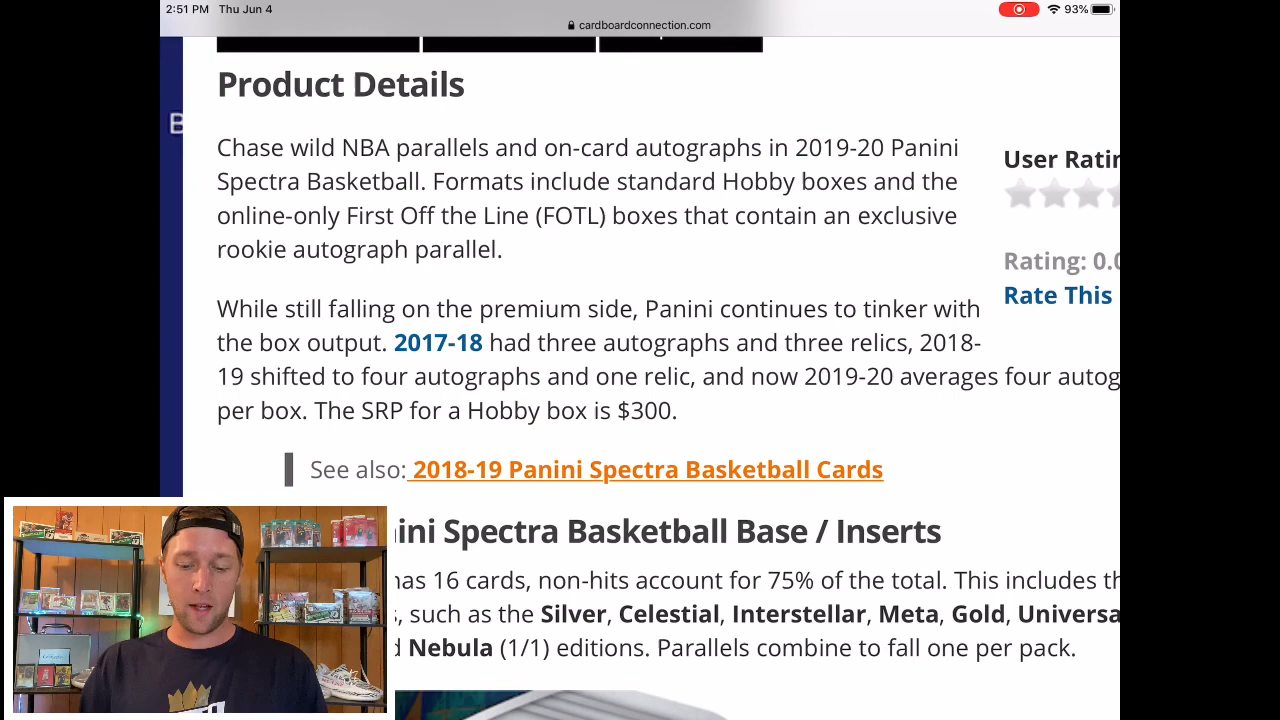 2:51 PM Thu Jun 4
93%
cardboardconnection.com
B
Product Details
Chase wild NBA parallels and on-card autographs in 2019-20 Panini
Spectra Basketball. Formats include standard Hobby boxes and the
online-only First Off the Line (FOTL) boxes that contain an exclusive
rookie autograph parallel.
User Ratin
Rating: 0.0
Rate This
While still falling on the premium side, Panini continues to tinker with
the box output. 2017-18 had three autographs and three relics, 2018-
19 shifted to four autographs and one relic, and now 2019-20 averages four autog
per box. The SRP for a Hobby box is $300.
See also: 2018-19 Panini Spectra Basketball Cards
ini Spectra Basketball Base / Inserts
has 16 cards, non-hits account for 75% of the total. This includes th
, such as the Silver, Celestial, Interstellar, Meta, Gold, Universa
Nebula (1/1) editions. Parallels combine to fall one per pack.